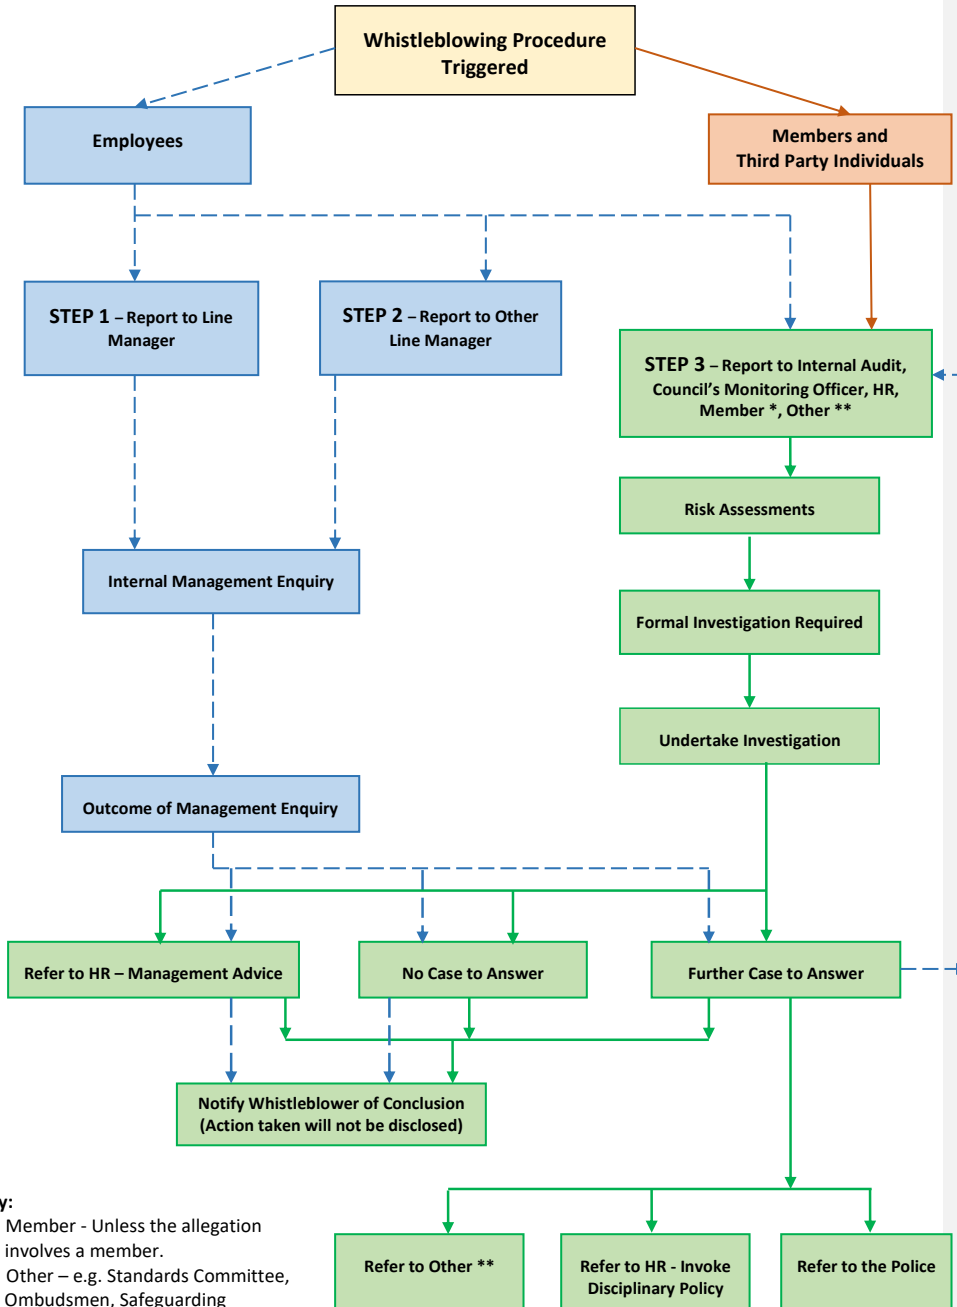 Whistleblowing Procedure
Triggered
Employees
Members and
Third Party Individuals
STEP 1 – Report to Line
Manager
STEP 2 – Report to Other
Line Manager
STEP 3 – Report to Internal Audit,
Council's Monitoring Officer, HR,
Member *, Other **
Risk Assessments
Internal Management Enquiry
Formal Investigation Required
Undertake Investigation
Outcome of Management Enquiry
Refer to HR – Management Advice
No Case to Answer
Further Case to Answer
Notify Whistleblower of Conclusion
(Action taken will not be disclosed)
y:
Member - Unless the allegation
involves a member.
Other – e.g. Standards Committee,
Ombudsmen, Safeguarding
Refer to Other **
Refer to HR - Invoke
Disciplinary Policy
Refer to the Police